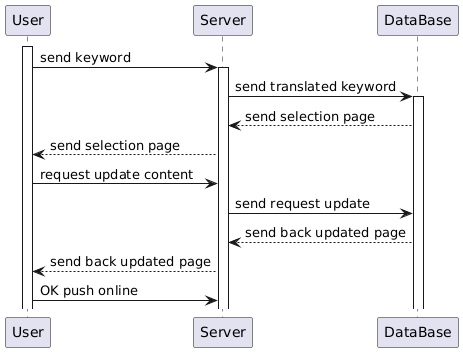 User Server DataBase
send keyword
send translated keyword
send selection page
send selection page
request update content
send request update
send back updated page
send back updated page
OK push online
User Server DataBase